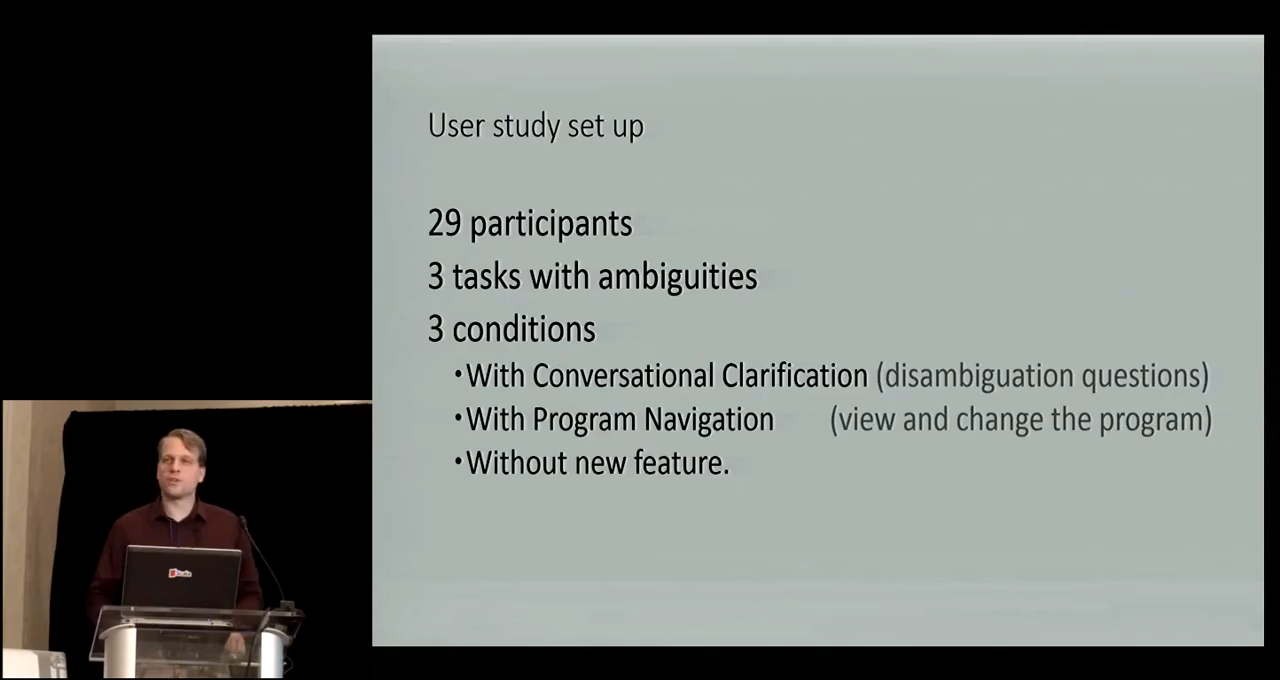 User study set up
29 participants
3 tasks with ambiguities
3 conditions
•With Conversational Clarification (disambiguation questions)
•With Program Navigation (view and change the program)
•Without new feature.